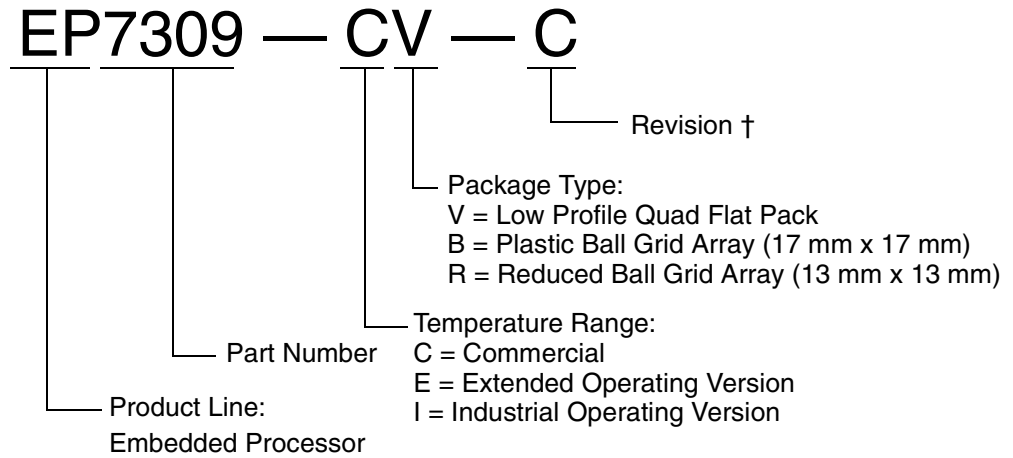 EP7309 — CV — C
Revision †
Package Type:
V = Low Profile Quad Flat Pack
B = Plastic Ball Grid Array (17 mm x 17 mm)
R = Reduced Ball Grid Array (13 mm x 13 mm)
Temperature Range:
C = Commercial
E = Extended Operating Version
I = Industrial Operating Version
Part Number
Product Line:
Embedded Processor